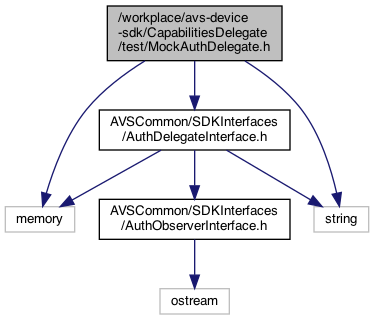 /workplace/avs-device
-sdk/CapabilitiesDelegate
/test/MockAuthDelegate.h
AVSCommon/SDKInterfaces
/AuthDelegateInterface.h
memory
AVSCommon/SDKInterfaces
/AuthObserverInterface.h
string
ostream